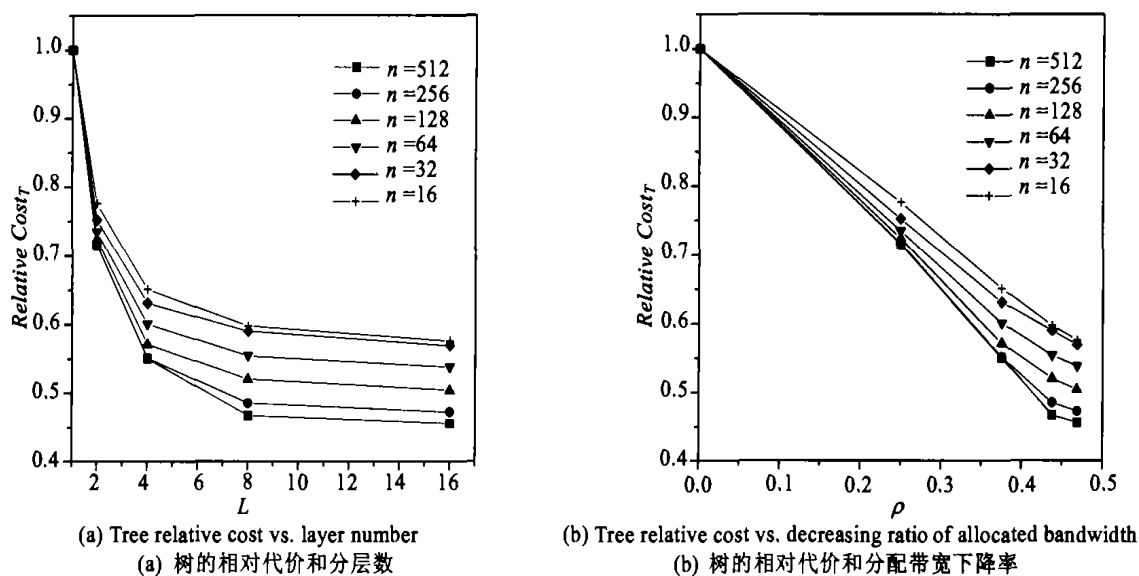 1.0
0.9
0.8
0.7
0.6
0.5
0.4
Relative Cost_T
n =512
n =256
n =128
n =64
n =32
n =16
2 4 6 8 10 12 14 16
L
(a) Tree relative cost vs. layer number
(a) 树的相对代价和分层数
1.0
0.9
0.8
0.7
0.6
0.5
0.4
Relative Cost_T
n =512
n =256
n =128
n =64
n =32
n =16
0.0 0.1 0.2 0.3 0.4 0.5
ρ
(b) Tree relative cost vs. decreasing ratio of allocated bandwidth
(b) 树的相对代价和分配带宽下降率